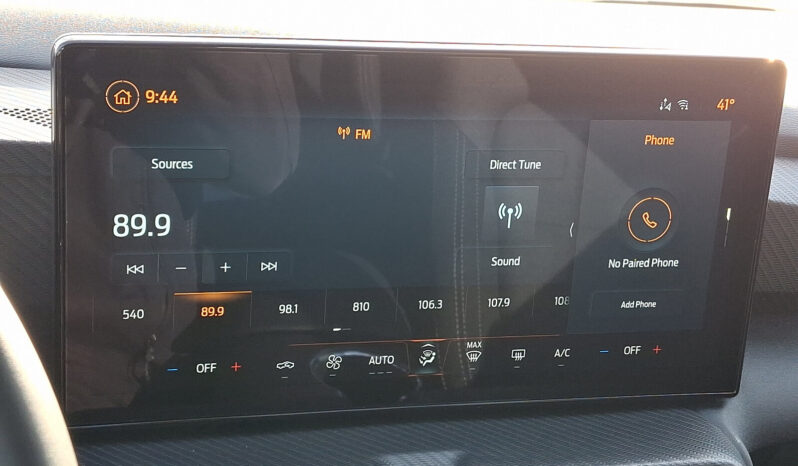 9:44
41°
FM
Phone
Sources
Direct Tune
89.9
Sound
No Paired Phone
Add Phone
540 89.9 98.1 810 106.3 107.9 108
OFF AUTO MAX A/C OFF